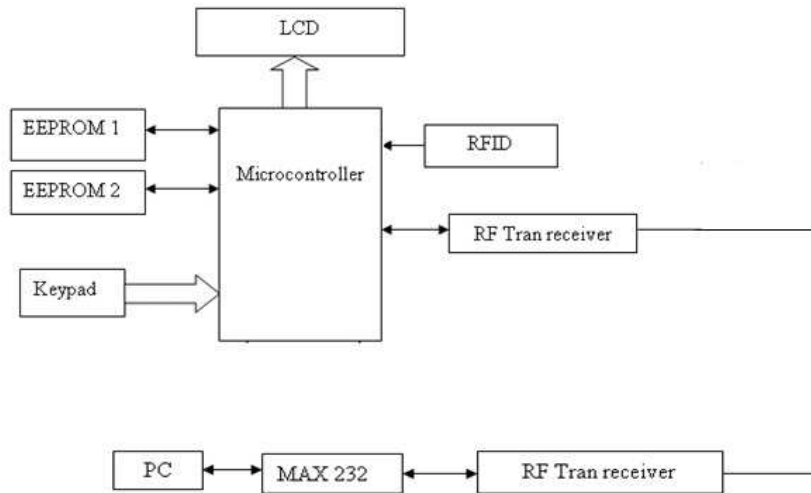 LCD
EEPROM 1
RFID
Microcontroller
EEPROM 2
RF Tran receiver
Keypad
PC
MAX 232
RF Tran receiver